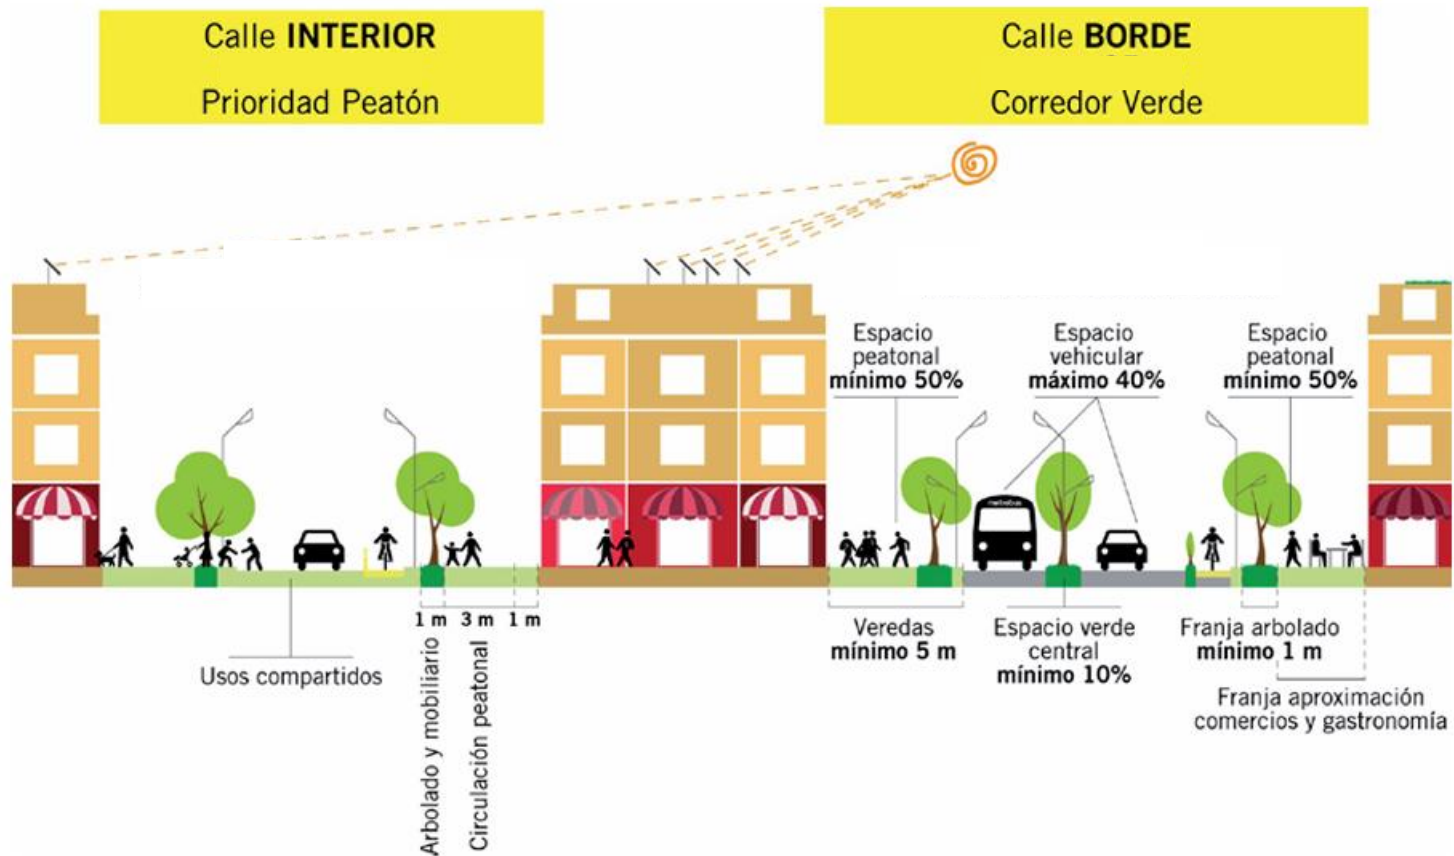 Calle INTERIOR
Prioridad Peatón
Calle BORDE
Corredor Verde
Espacio
peatonal
mínimo 50%
Espacio
vehicular
máximo 40%
Espacio
peatonal
mínimo 50%
metrobus
1 m 3 m 1 m
Arbolado y mobiliario
Circulación peatonal
Usos compartidos
Veredas
mínimo 5 m
Espacio verde
central
mínimo 10%
Franja arbolado
mínimo 1 m
Franja aproximación
comercios y gastronomía